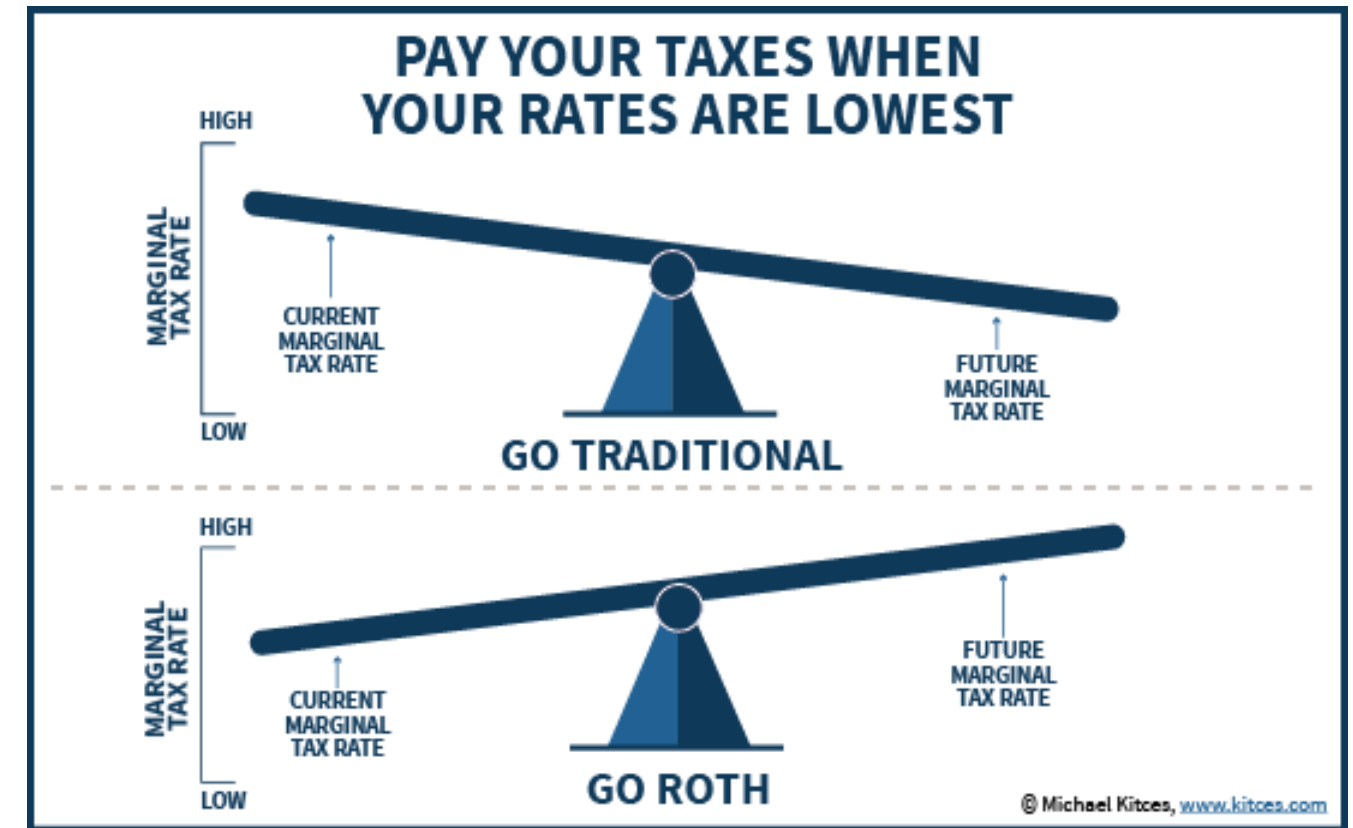 PAY YOUR TAXES WHEN
YOUR RATES ARE LOWEST
HIGH
MARGINAL
TAX RATE
CURRENT
MARGINAL
TAX RATE
FUTURE
MARGINAL
TAX RATE
LOW
GO TRADITIONAL
HIGH
MARGINAL
TAX RATE
CURRENT
MARGINAL
TAX RATE
FUTURE
MARGINAL
TAX RATE
LOW
GO ROTH
© Michael Kitces, www.kitces.com